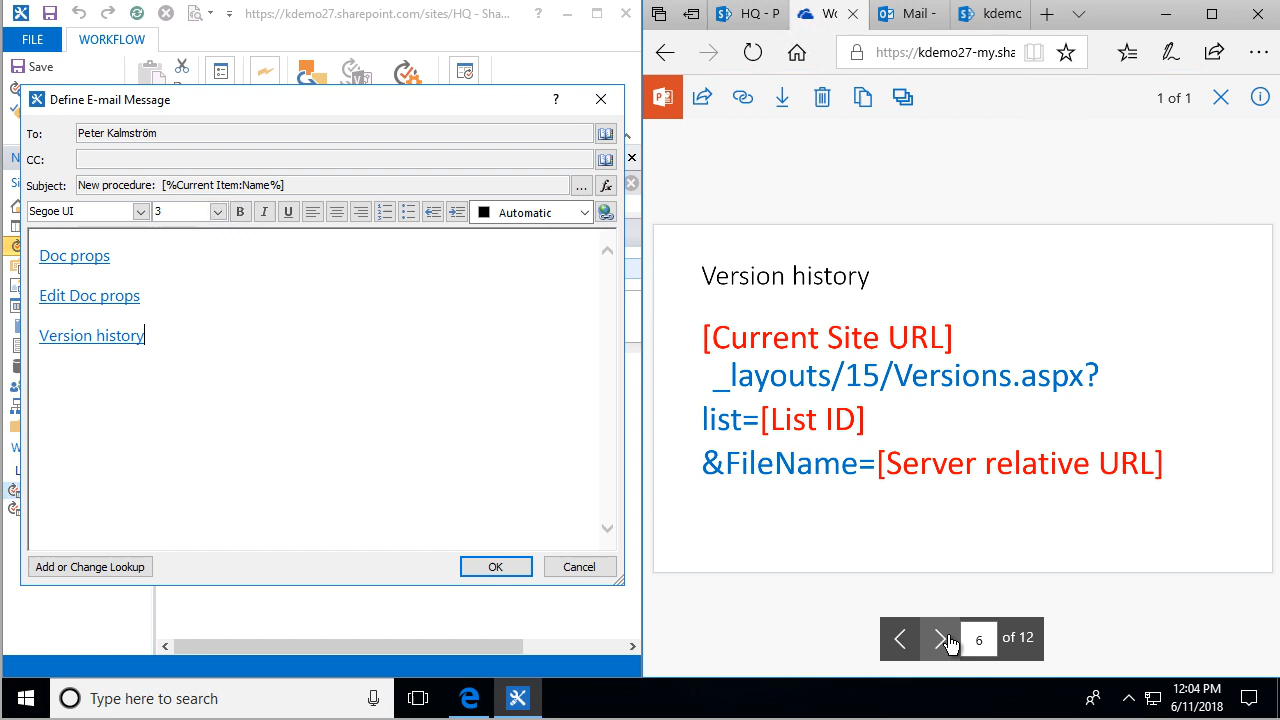 https://kdemo27.sharepoint.com/sites/HQ - Sha...
FILE
WORKFLOW
Save
Define E-mail Message
To:
Peter Kalmström
CC:
Subject:
New procedure: [%Current Item:Name%]
Segoe UI
3
B I U
Automatic
Doc props
Edit Doc props
Version history
Add or Change Lookup
OK
Cancel
HQ - P
Wo
Mail -
kdemc
https://kdemo27-my.sha
1 of 1
Version history
[Current Site URL]
_layouts/15/Versions.aspx?
list=[List ID]
&FileName=[Server relative URL]
6 of 12
Type here to search
12:04 PM
6/11/2018